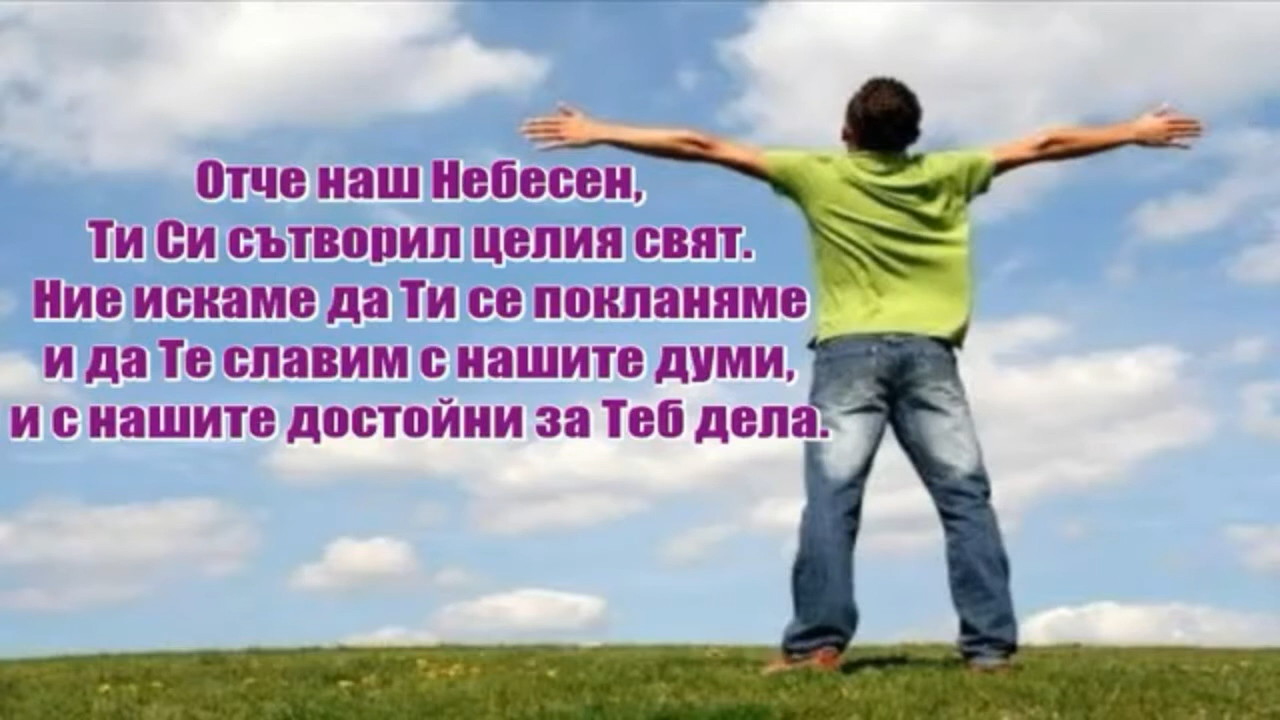 Отче наш Небесен,
Ти Си сътворил целия свят.
Ние искаме да Ти се покланяме
и да Те славим с нашите думи,
и с нашите достойни за Теб дела.